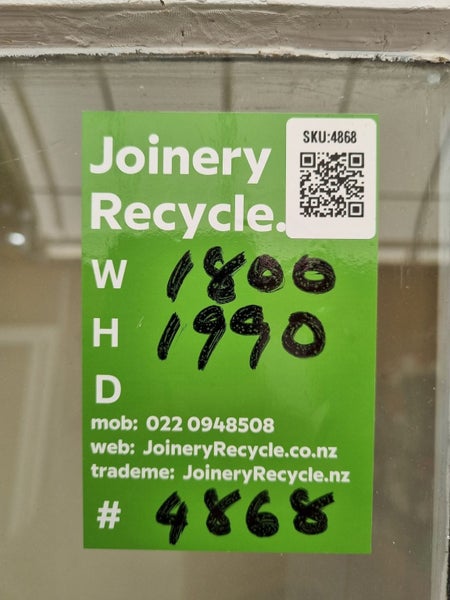 SKU:4868
Joinery
Recycle.
W 1800
H 1990
D
mob: 022 0948508
web: JoineryRecycle.co.nz
trademe: JoineryRecycle.nz
# 4868